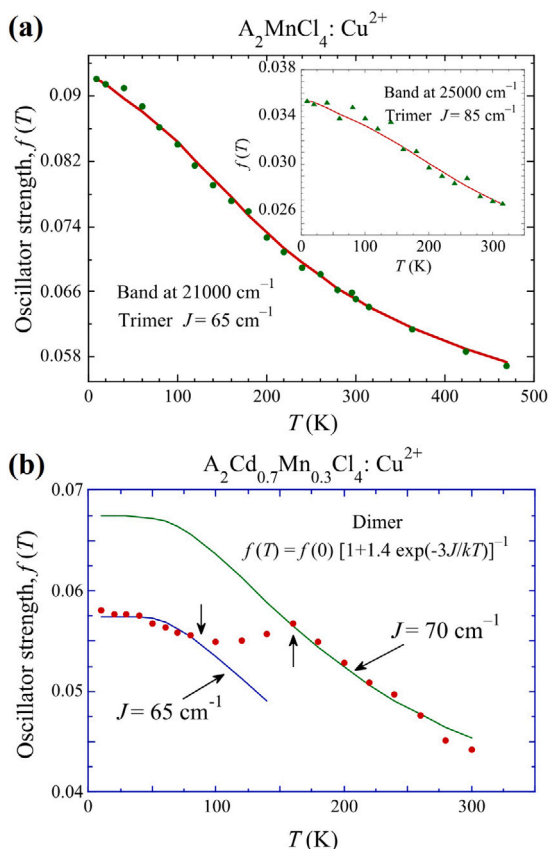 (a)
A₂MnCl₄: Cu²⁺
Oscillator strength, f (T)
0.09
0.082
0.074
0.066
0.058
0 100 200 300 400 500
T (K)
Band at 21000 cm⁻¹
Trimer J = 65 cm⁻¹
f (T)
0.038
0.034
0.030
0.026
0 100 200 300 400
T (K)
Band at 25000 cm⁻¹
Trimer J = 85 cm⁻¹
(b)
A₂Cd₀.₇Mn₀.₃Cl₄: Cu²⁺
Oscillator strength, f (T)
0.07
0.06
0.05
0.04
0 100 200 300
T (K)
Dimer
f (T) = f (0) [1+1.4 exp(-3J/kT)]⁻¹
J = 70 cm⁻¹
J = 65 cm⁻¹